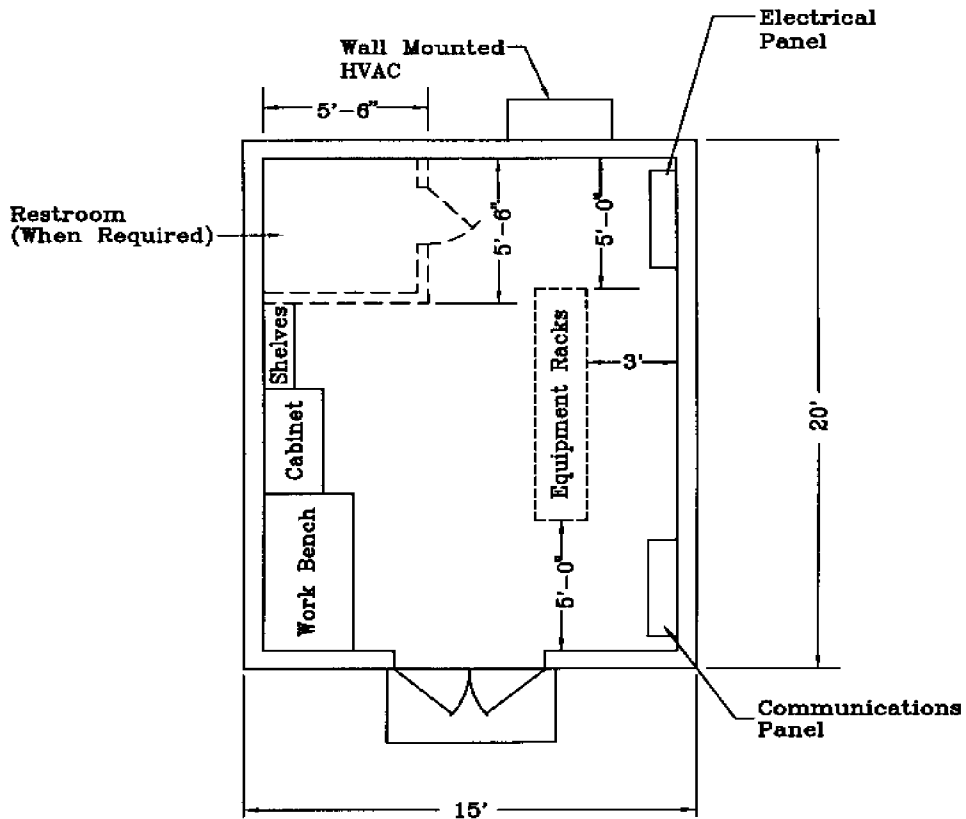 Electrical
Panel
Wall Mounted
HVAC
5'-6"
Restroom
(When Required)
5'-6"
5'-0"
Shelves
Equipment Racks
3'
20'
Cabinet
Work Bench
5'-0"
Communications
Panel
15'